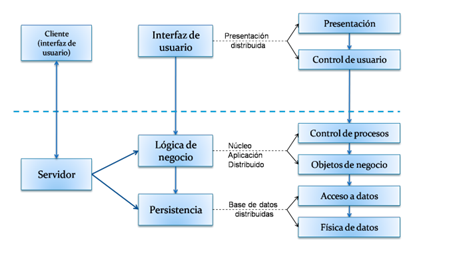 Cliente
(interfaz de
usuario)
Interfaz de
usuario
Presentación
distribuida
Presentación
Control de usuario
Servidor
Lógica de
negocio
Núcleo
Aplicación
Distribuido
Control de procesos
Objetos de negocio
Persistencia
Base de datos
distribuidas
Acceso a datos
Física de datos